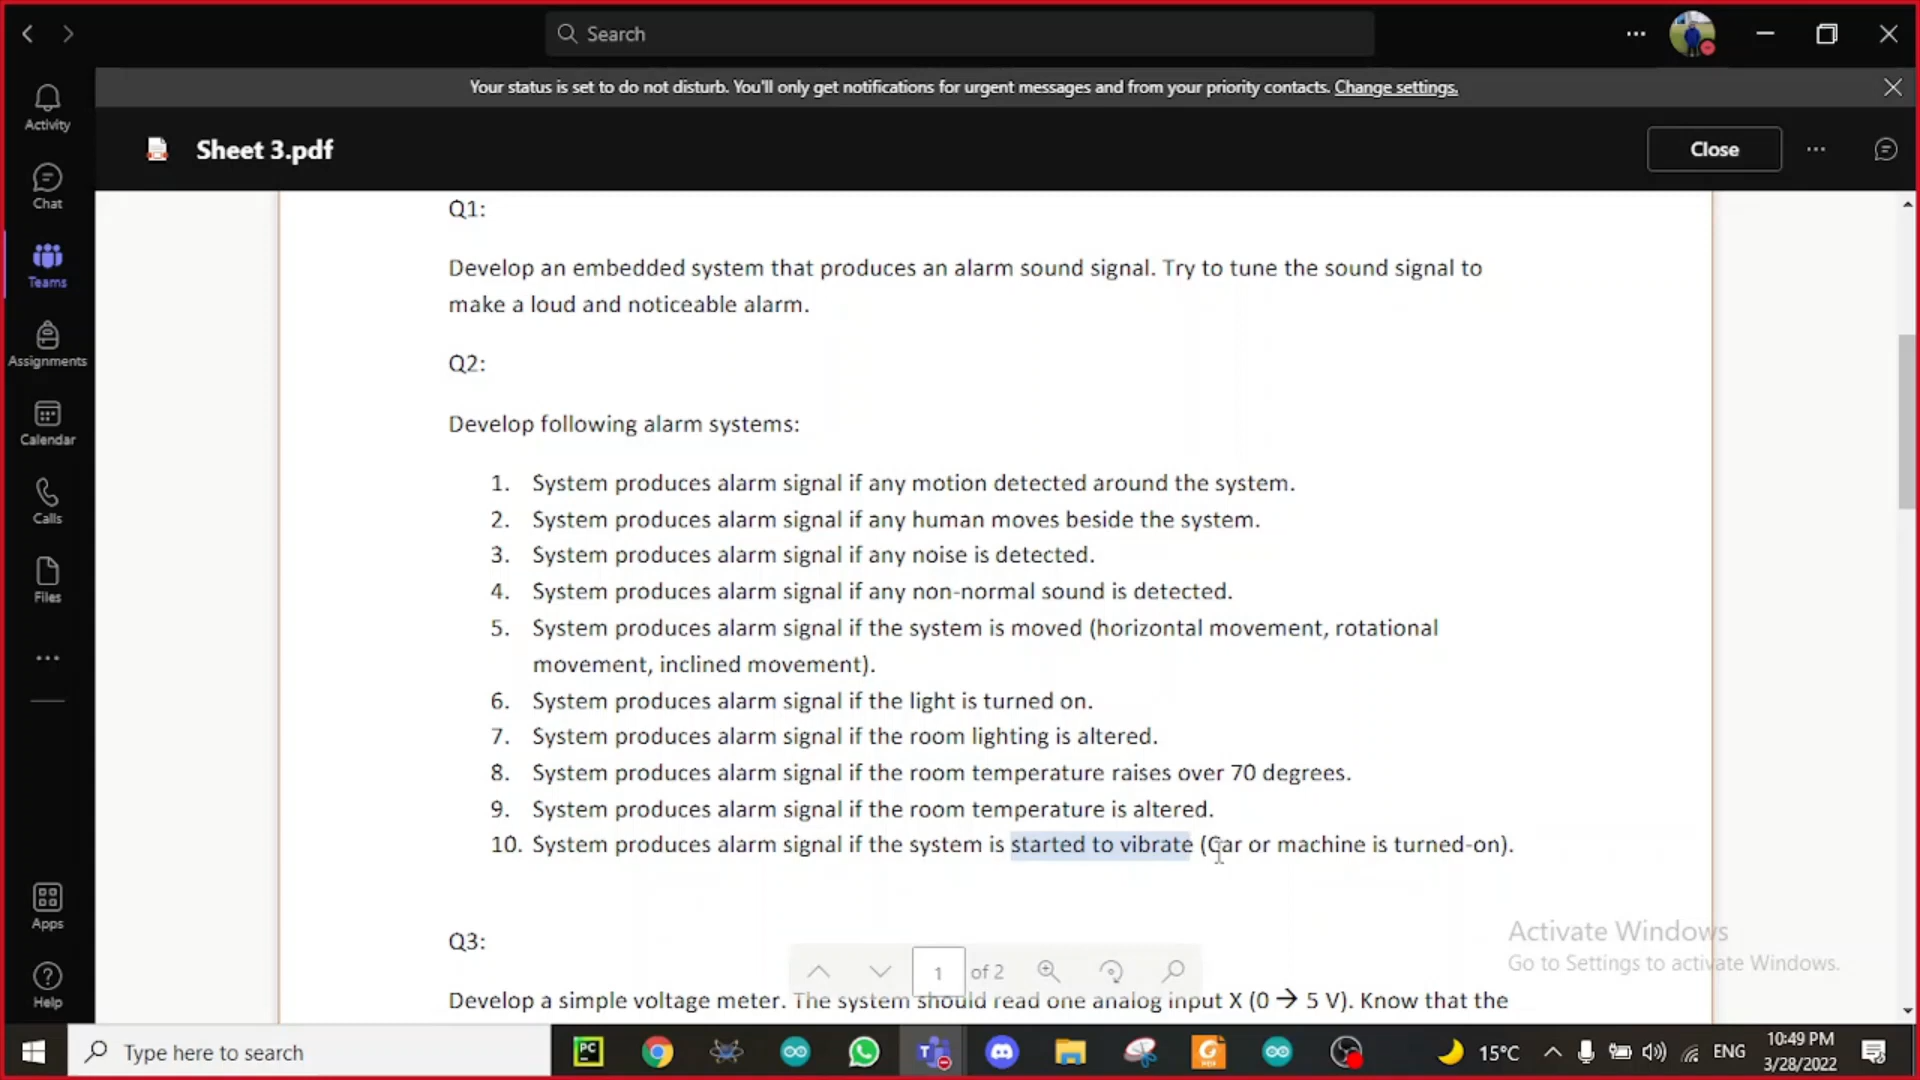 Search
Your status is set to do not disturb. You'll only get notifications for urgent messages and from your priority contacts. Change settings.
Activity
Chat
Teams
Assignments
Calendar
Calls
Files
Apps
Help
Sheet 3.pdf
Close
Q1:
Develop an embedded system that produces an alarm sound signal. Try to tune the sound signal to
make a loud and noticeable alarm.
Q2:
Develop following alarm systems:
1. System produces alarm signal if any motion detected around the system.
2. System produces alarm signal if any human moves beside the system.
3. System produces alarm signal if any noise is detected.
4. System produces alarm signal if any non-normal sound is detected.
5. System produces alarm signal if the system is moved (horizontal movement, rotational
movement, inclined movement).
6. System produces alarm signal if the light is turned on.
7. System produces alarm signal if the room lighting is altered.
8. System produces alarm signal if the room temperature raises over 70 degrees.
9. System produces alarm signal if the room temperature is altered.
10. System produces alarm signal if the system is started to vibrate (Car or machine is turned-on).
Q3:
1 of 2
Develop a simple voltage meter. The system should read one analog input X (0 → 5 V). Know that the
Activate Windows
Go to Settings to activate Windows.
Type here to search
PC
15°C
ENG
10:49 PM
3/28/2022